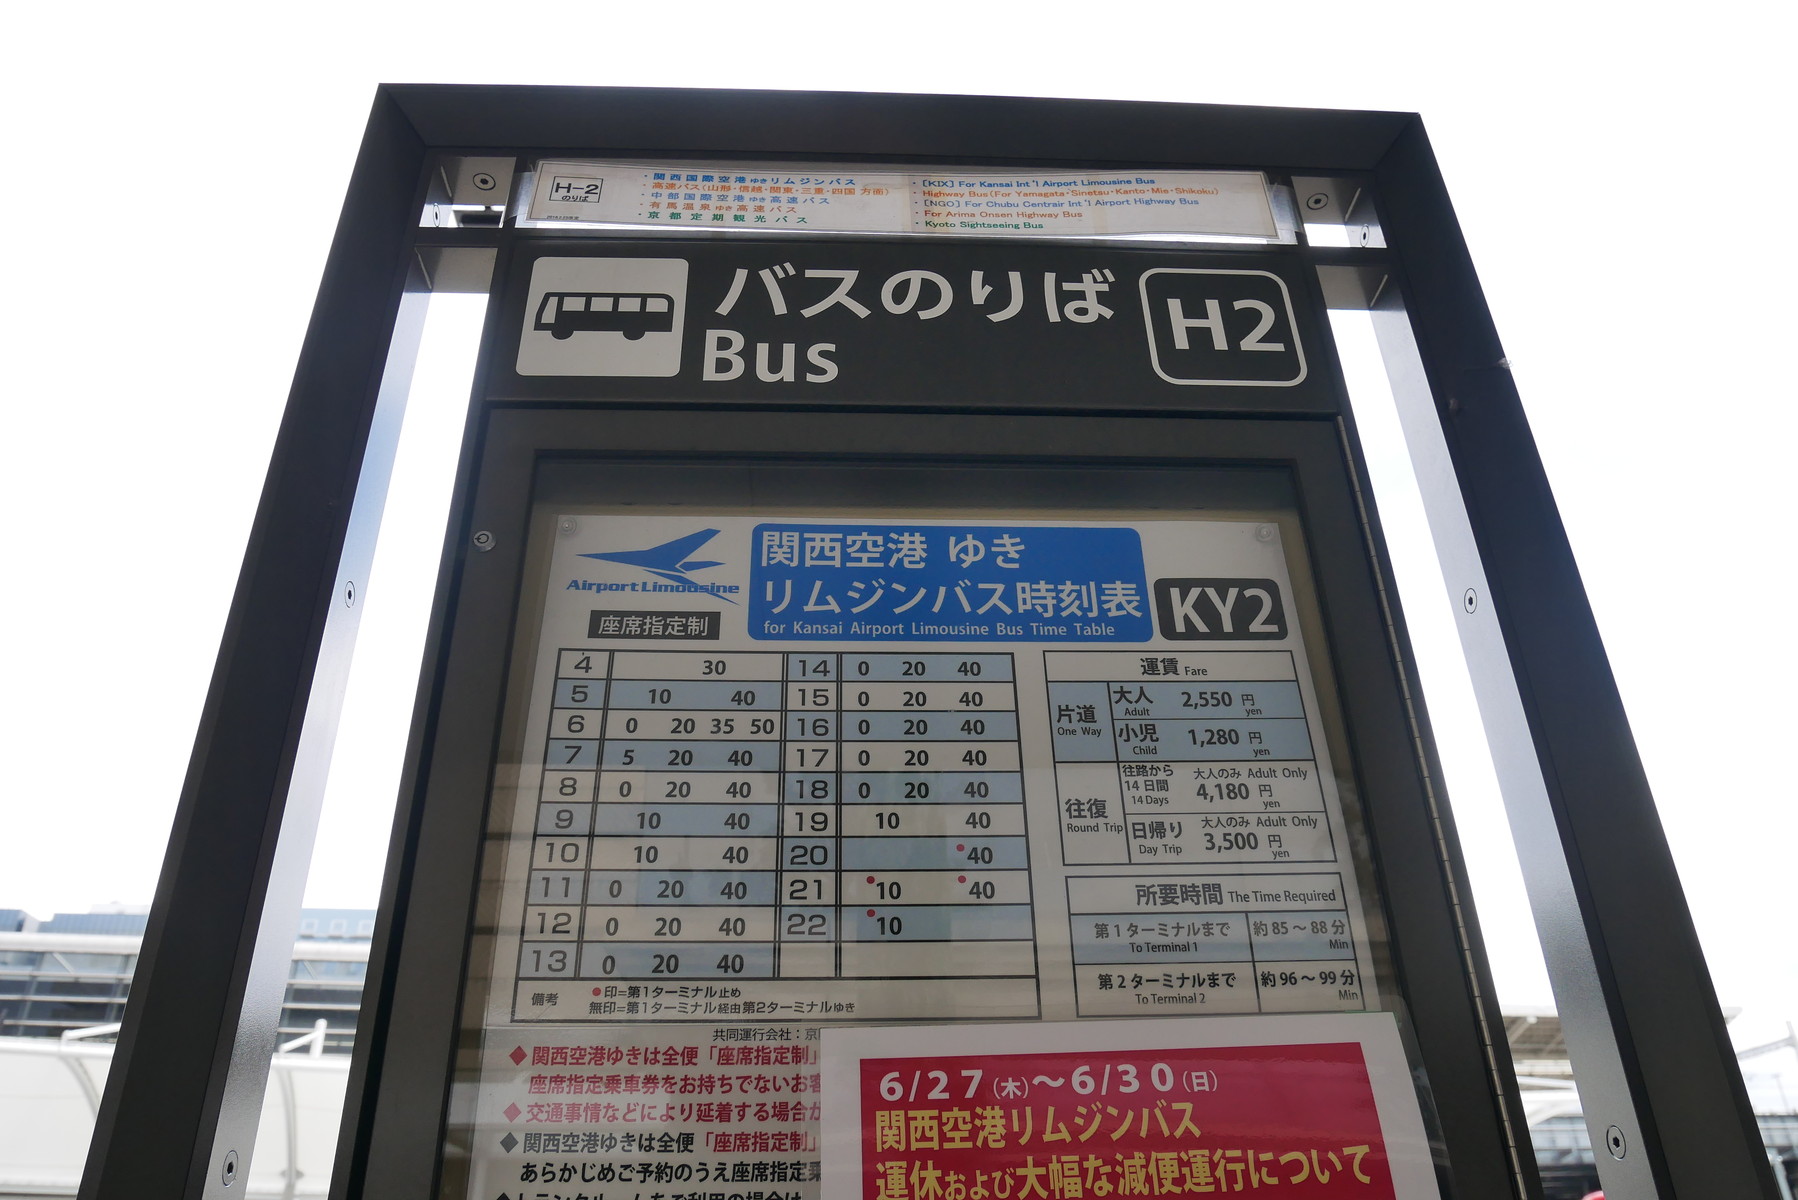 H-2
のりば
・関西国際空港ゆきリムジンバス
・高速バス(山形・信越・関東・三重・四国 方面)
・中部国際空港ゆき高速バス
・有馬温泉ゆき高速バス
・京都定期観光バス
・[KIX] For Kansai Int'l Airport Limousine Bus
・Highway Bus(For Yamagata・Sinetsu・Kanto・Mie・Shikoku)
・[NGO] For Chubu Centrair Int'l Airport Highway Bus
・For Arima Onsen Highway Bus
・Kyoto Sightseeing Bus
バスのりば
Bus
H2
Airport Limousine
座席指定制
関西空港 ゆき
リムジンバス時刻表
for Kansai Airport Limousine Bus Time Table
KY2
4 30 14 0 20 40
5 10 40 15 0 20 40
6 0 20 35 50 16 0 20 40
7 5 20 40 17 0 20 40
8 0 20 40 18 0 20 40
9 10 40 19 10 40
10 10 40 20 ●40
11 0 20 40 21 ●10 ●40
12 0 20 40 22 ●10
13 0 20 40
備考
●印=第1ターミナル止め
無印=第1ターミナル経由第2ターミナルゆき
運賃 Fare
片道
One Way
大人 2,550 円
Adult yen
小児 1,280 円
Child yen
往復
Round Trip
往路から 大人のみ Adult Only
14日間 4,180 円
14 Days yen
日帰り 大人のみ Adult Only
Day Trip 3,500 円
yen
所要時間 The Time Required
第1ターミナルまで 約85～88分
To Terminal 1 Min
第2ターミナルまで 約96～99分
To Terminal 2 Min
共同運行会社：京
◆関西空港ゆきは全便「座席指定制」
座席指定乗車券をお持ちでないお客
◆交通事情などにより延着する場合が
◆関西空港ゆきは全便「座席指定制」
あらかじめご予約のうえ座席指定乗
◆トランクルームをご利用の場合は
6/27(木)～6/30(日)
関西空港リムジンバス
運休および大幅な減便運行について